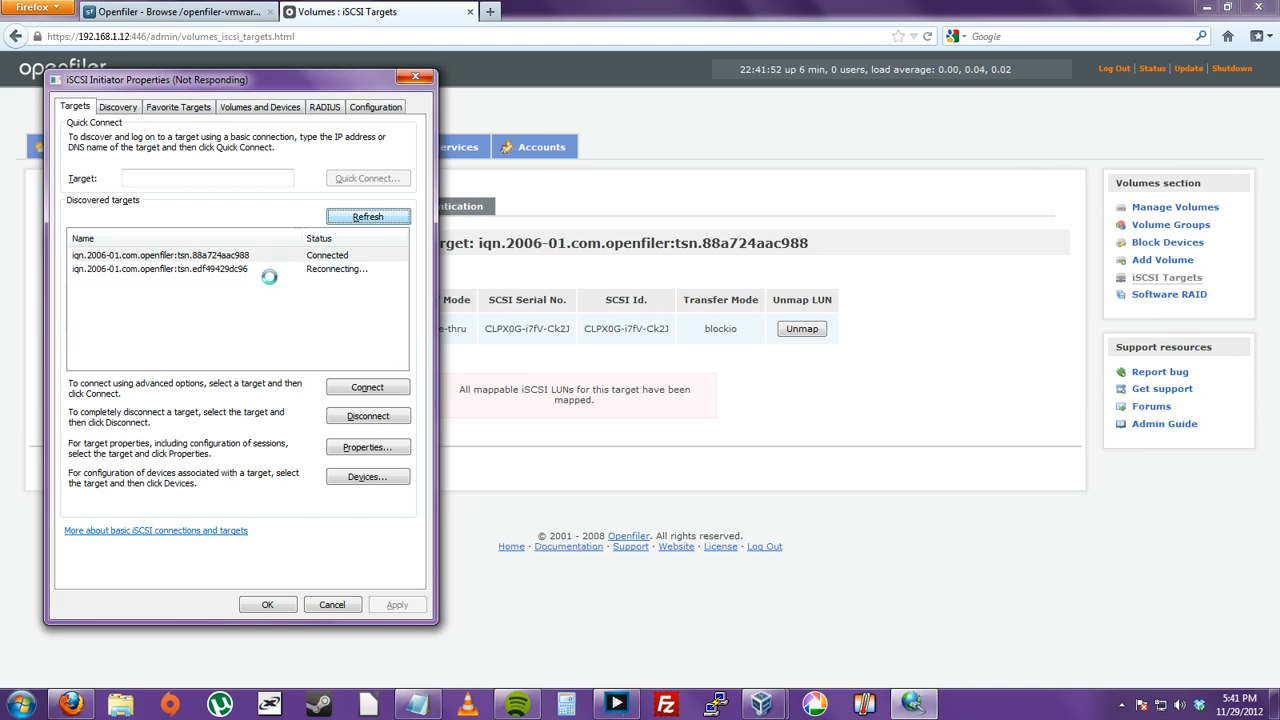 Firefox
Openfiler - Browse /openfiler-vmwar...
Volumes : iSCSI Targets
https://192.168.1.12:446/admin/volumes_iscsi_targets.html
Google
openfiler
22:41:52 up 6 min, 0 users, load average: 0.00, 0.04, 0.02
Log Out | Status | Update | Shutdown
iSCSI Initiator Properties (Not Responding)
Targets
Discovery
Favorite Targets
Volumes and Devices
RADIUS
Configuration
Quick Connect
To discover and log on to a target using a basic connection, type the IP address or
DNS name of the target and then click Quick Connect.
Target:
Quick Connect...
Discovered targets
Refresh
Name Status
iqn.2006-01.com.openfiler:tsn.88a724aac988 Connected
iqn.2006-01.com.openfiler:tsn.edf49429dc96 Reconnecting...
To connect using advanced options, select a target and then
click Connect.
Connect
To completely disconnect a target, select the target and
then click Disconnect.
Disconnect
For target properties, including configuration of sessions,
select the target and click Properties.
Properties...
For configuration of devices associated with a target, select
the target and then click Devices.
Devices...
More about basic iSCSI connections and targets
OK
Cancel
Apply
ervices
Accounts
ntication
rget: iqn.2006-01.com.openfiler:tsn.88a724aac988
Mode SCSI Serial No. SCSI Id. Transfer Mode Unmap LUN
e-thru CLPX0G-i7fV-Ck2J CLPX0G-i7fV-Ck2J blockio Unmap
All mappable iSCSI LUNs for this target have been
mapped.
© 2001 - 2008 Openfiler. All rights reserved.
Home · Documentation · Support · Website · License · Log Out
Volumes section
Manage Volumes
Volume Groups
Block Devices
Add Volume
iSCSI Targets
Software RAID
Support resources
Report bug
Get support
Forums
Admin Guide
5:41 PM
11/29/2012